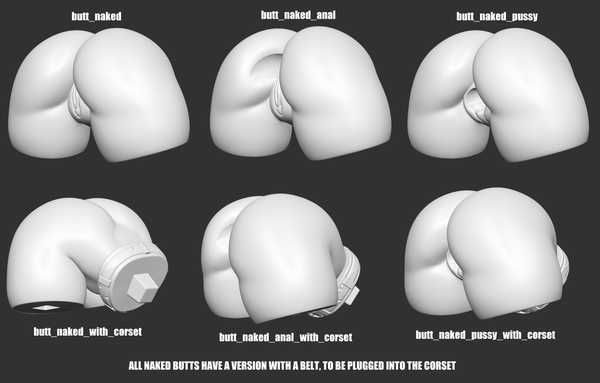 butt_naked
butt_naked_anal
butt_naked_pussy
butt_naked_with_corset
butt_naked_anal_with_corset
butt_naked_pussy_with_corset
ALL NAKED BUTTS HAVE A VERSION WITH A BELT, TO BE PLUGGED INTO THE CORSET